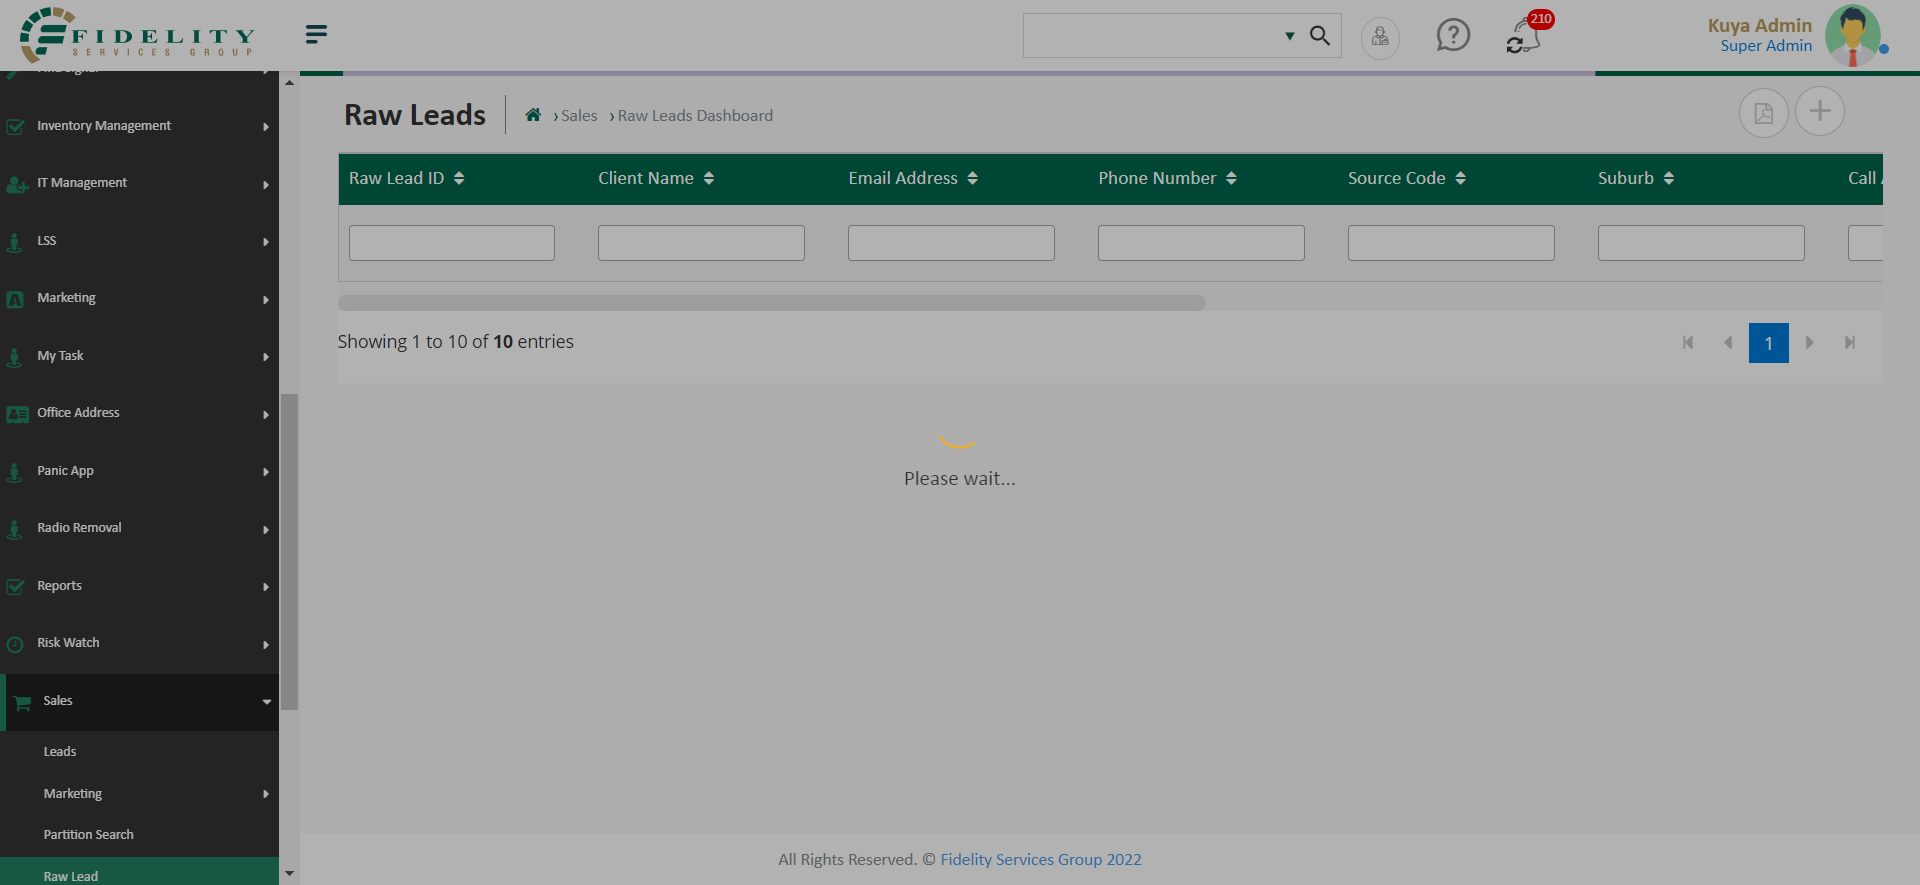 FIDELITY
SERVICES GROUP
210
Kuya Admin
Super Admin
Inventory Management
IT Management
LSS
Marketing
My Task
Office Address
Panic App
Radio Removal
Reports
Risk Watch
Sales
Leads
Marketing
Partition Search
Raw Lead
Raw Leads
› Sales › Raw Leads Dashboard
Raw Lead ID Client Name Email Address Phone Number Source Code Suburb Call
Showing 1 to 10 of 10 entries
1
Please wait...
All Rights Reserved. © Fidelity Services Group 2022